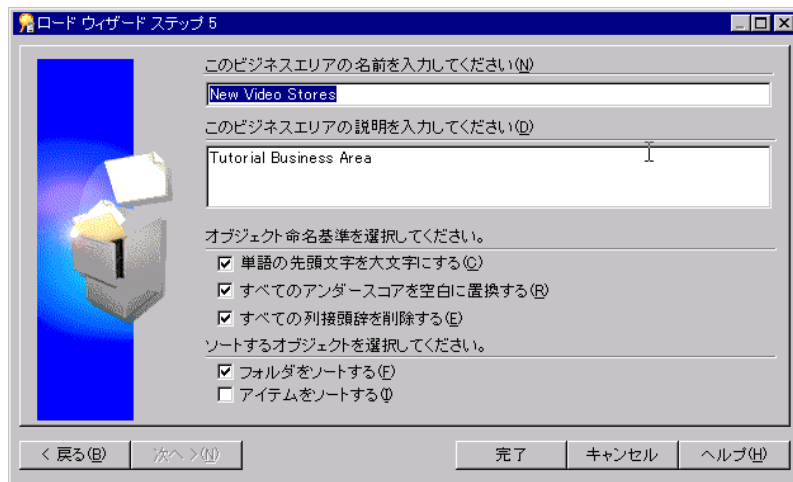 ロード ウィザード ステップ 5
このビジネスエリアの名前を入力してください(N)
New Video Stores
このビジネスエリアの説明を入力してください(D)
Tutorial Business Area
オブジェクト命名基準を選択してください。
単語の先頭文字を大文字にする(C)
すべてのアンダースコアを空白に置換する(R)
すべての列接頭辞を削除する(E)
ソートするオブジェクトを選択してください。
フォルダをソートする(F)
アイテムをソートする(I)
< 戻る(B) 次へ >(N) 完了 キャンセル ヘルプ(H)